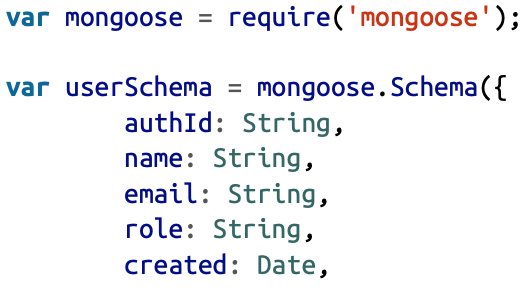 var mongoose = require('mongoose');
var userSchema = mongoose.Schema({
authId: String,
name: String,
email: String,
role: String,
created: Date,